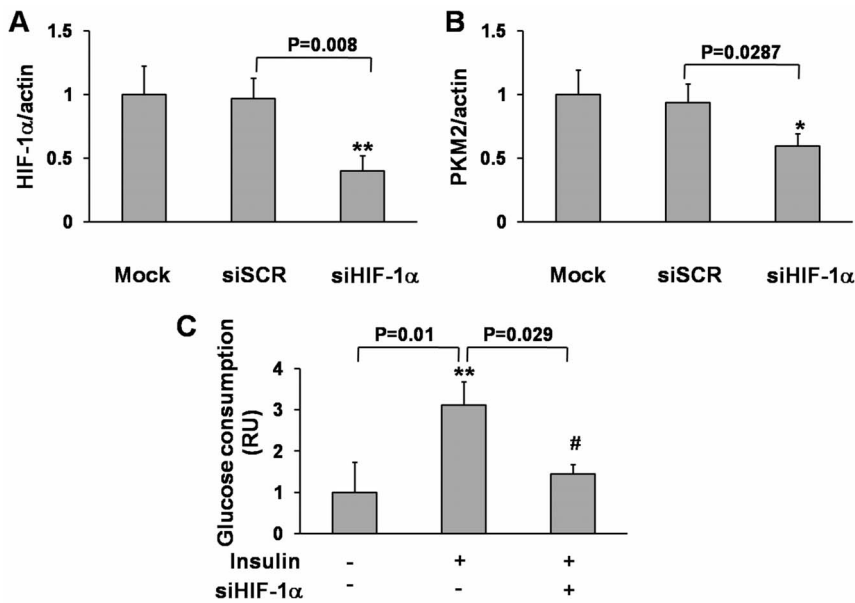 A
B
1.5
P=0.008
1
HIF-1α/actin
**
0.5
0
Mock siSCR siHIF-1α
1.5
P=0.0287
1
PKM2/actin
*
0.5
0
Mock siSCR siHIF-1α
C
P=0.01 P=0.029
Glucose consumption
(RU)
4
**
3
#
2
1
0
Insulin - + +
siHIF-1α - - +